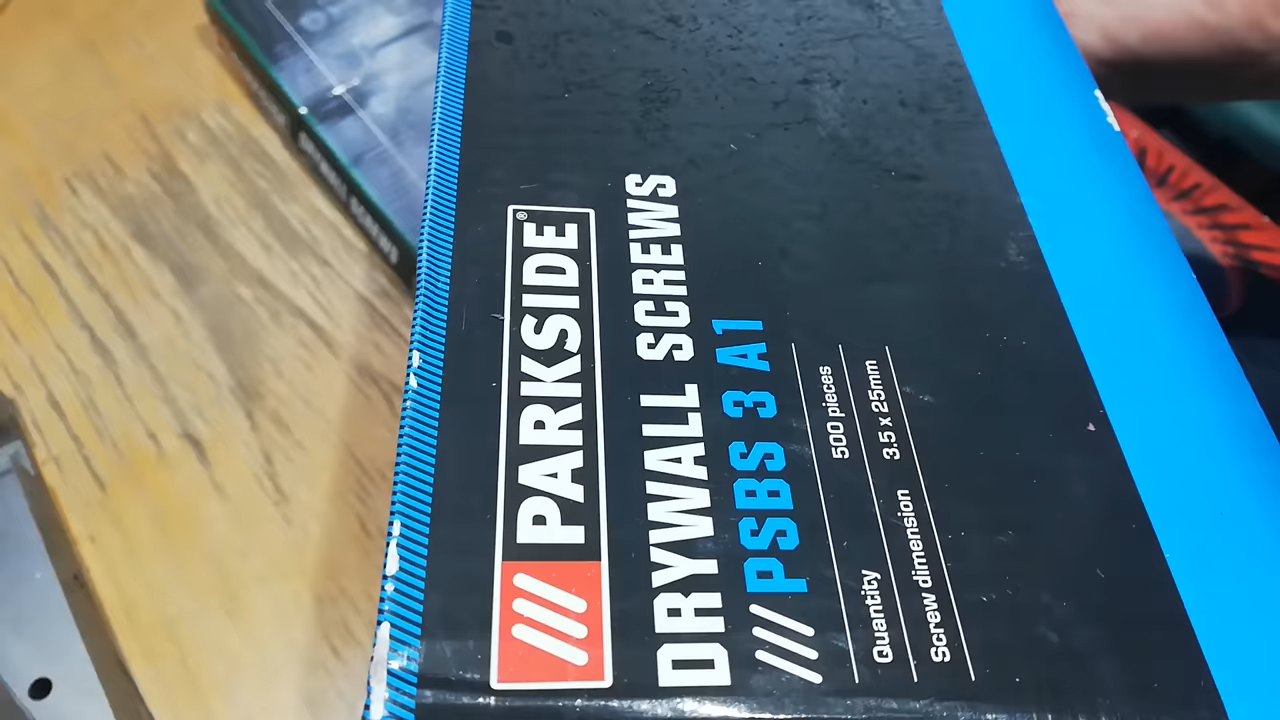 PARKSIDE®
DRYWALL SCREWS
PSBS 3 A1
Quantity 500 pieces
Screw dimension 3.5 x 25mm